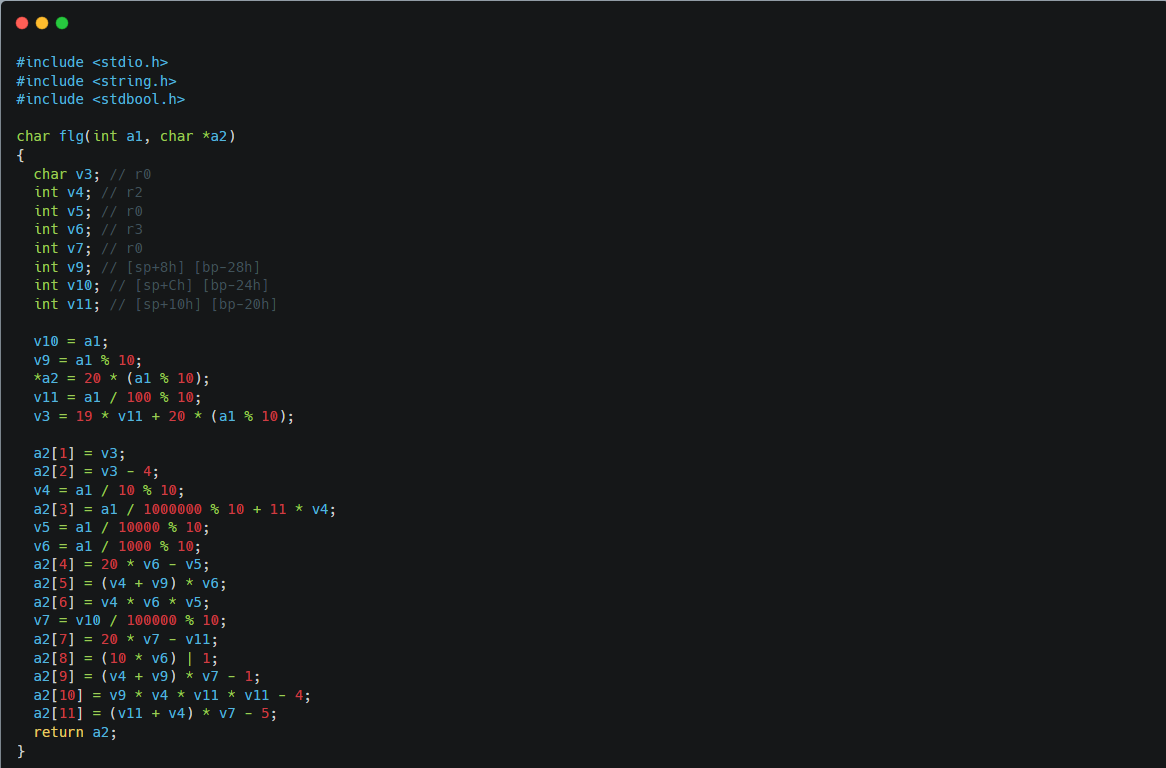 #include <stdio.h>
#include <string.h>
#include <stdbool.h>
char flg(int a1, char *a2)
{
char v3; // r0
int v4; // r2
int v5; // r0
int v6; // r3
int v7; // r0
int v9; // [sp+8h] [bp-28h]
int v10; // [sp+Ch] [bp-24h]
int v11; // [sp+10h] [bp-20h]
v10 = a1;
v9 = a1 % 10;
*a2 = 20 * (a1 % 10);
v11 = a1 / 100 % 10;
v3 = 19 * v11 + 20 * (a1 % 10);
a2[1] = v3;
a2[2] = v3 - 4;
v4 = a1 / 10 % 10;
a2[3] = a1 / 1000000 % 10 + 11 * v4;
v5 = a1 / 10000 % 10;
v6 = a1 / 1000 % 10;
a2[4] = 20 * v6 - v5;
a2[5] = (v4 + v9) * v6;
a2[6] = v4 * v6 * v5;
v7 = v10 / 100000 % 10;
a2[7] = 20 * v7 - v11;
a2[8] = (10 * v6) | 1;
a2[9] = (v4 + v9) * v7 - 1;
a2[10] = v9 * v4 * v11 * v11 - 4;
a2[11] = (v11 + v4) * v7 - 5;
return a2;
}